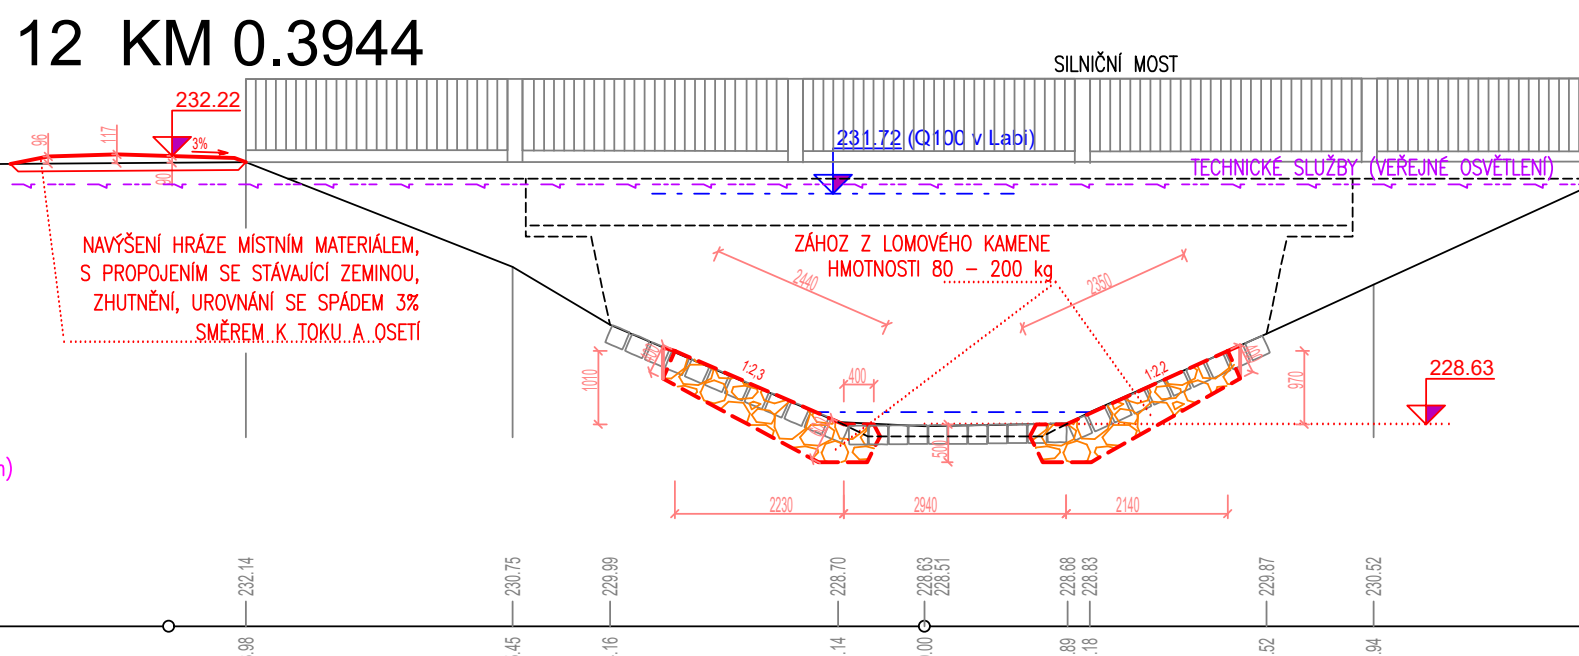 12 KM 0.3944
SILNIČNÍ MOST
232.22
96
117
3%
231.72 (Q100 v Labi)
TECHNICKÉ SLUŽBY (VEŘEJNÉ OSVĚTLENÍ)
NAVÝŠENÍ HRÁZE MÍSTNÍM MATERIÁLEM,
S PROPOJENÍM SE STÁVAJÍCÍ ZEMINOU,
ZHUTNĚNÍ, UROVNÁNÍ SE SPÁDEM 3%
SMĚREM K TOKU A OSETÍ
ZÁHOZ Z LOMOVÉHO KAMENE
HMOTNOSTI 80 - 200 kg
2440
2350
1010
1:2,3
400
1:2,2
970
228.63
500
2230
2940
2140
232.14
230.75
229.99
228.70
228.63
228.51
228.68
228.83
229.87
230.52